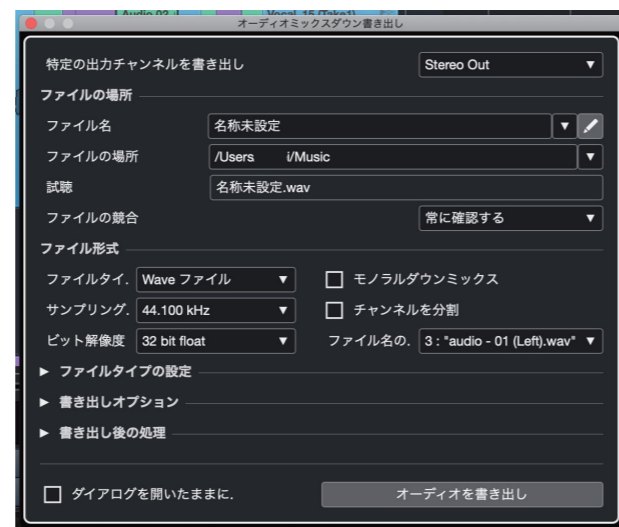 Audio 02
Vocal_15 (Take1)
オーディオミックスダウン書き出し
特定の出力チャンネルを書き出し Stereo Out
ファイルの場所
ファイル名 名称未設定
ファイルの場所 /Users i/Music
試聴 名称未設定.wav
ファイルの競合 常に確認する
ファイル形式
ファイルタイ. Wave ファイル モノラルダウンミックス
サンプリング. 44.100 kHz チャンネルを分割
ビット解像度 32 bit float ファイル名の. 3 : "audio - 01 (Left).wav"
ファイルタイプの設定
書き出しオプション
書き出し後の処理
ダイアログを開いたままに. オーディオを書き出し